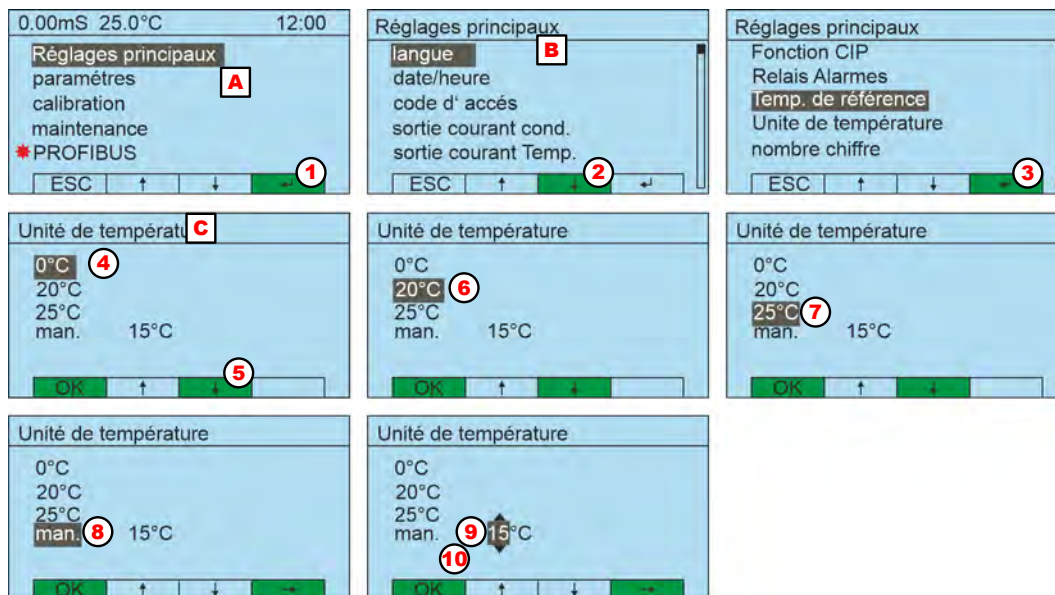 0.00mS 25.0°C 12:00
Réglages principaux
A
paramétres
calibration
maintenance
✷PROFIBUS
1
ESC ↑ ↓ ↵
Réglages principaux
langue
B
date/heure
code d' accés
sortie courant cond.
sortie courant Temp.
2
ESC ↑ ↓ ↵
Réglages principaux
Fonction CIP
Relais Alarmes
Temp. de référence
Unite de température
nombre chiffre
3
ESC ↑ ↓ ↵
Unité de températu
C
0°C 4
20°C
25°C
man. 15°C
5
OK ↑ ↓
Unité de température
0°C
20°C 6
25°C
man. 15°C
OK ↑ ↓
Unité de température
0°C
20°C
25°C 7
man. 15°C
OK ↑ ↓
Unité de température
0°C
20°C
25°C
man. 8 15°C
OK ↑ ↓ →
Unité de température
0°C
20°C
25°C
man. 9 15°C
10
OK ↑ ↓ →